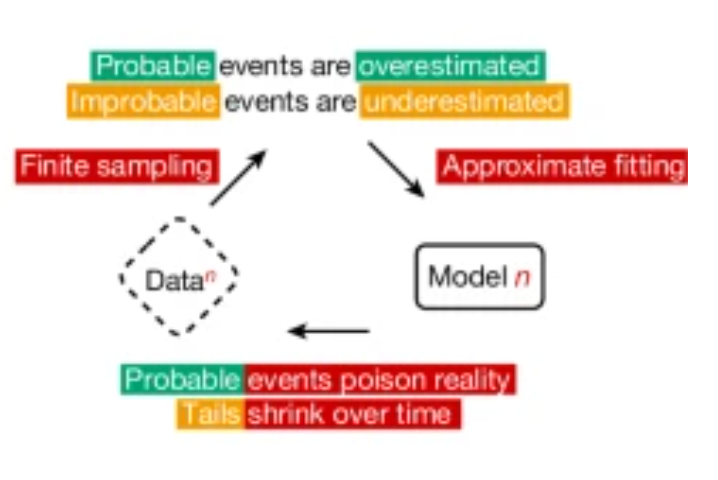 Probable events are overestimated
Improbable events are underestimated
Finite sampling
Approximate fitting
Dataⁿ
Model n
Probable events poison reality
Tails shrink over time